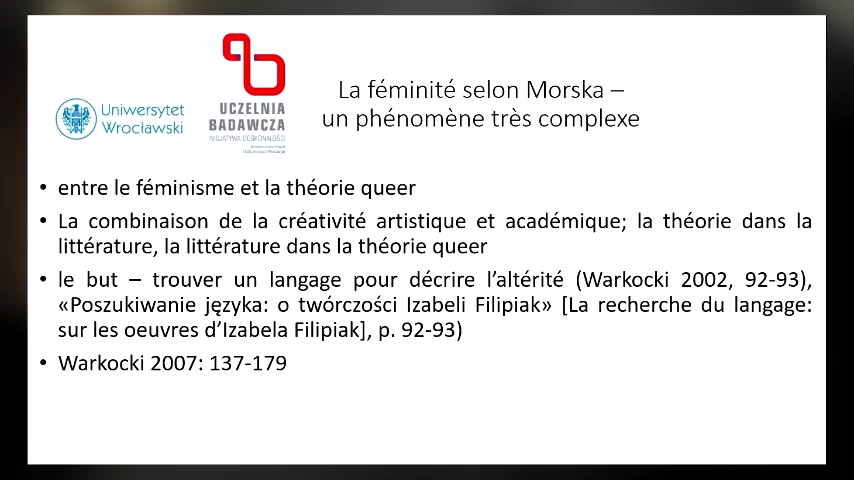 Uniwersytet
Wrocławski
UCZELNIA
BADAWCZA
INICJATYWA DOSKONAŁOŚCI
La féminité selon Morska –
un phénomène très complexe
• entre le féminisme et la théorie queer
• La combinaison de la créativité artistique et académique; la théorie dans la
littérature, la littérature dans la théorie queer
• le but – trouver un langage pour décrire l’altérité (Warkocki 2002, 92-93),
«Poszukiwanie języka: o twórczości Izabeli Filipiak» [La recherche du langage:
sur les oeuvres d’Izabela Filipiak], p. 92-93)
• Warkocki 2007: 137-179